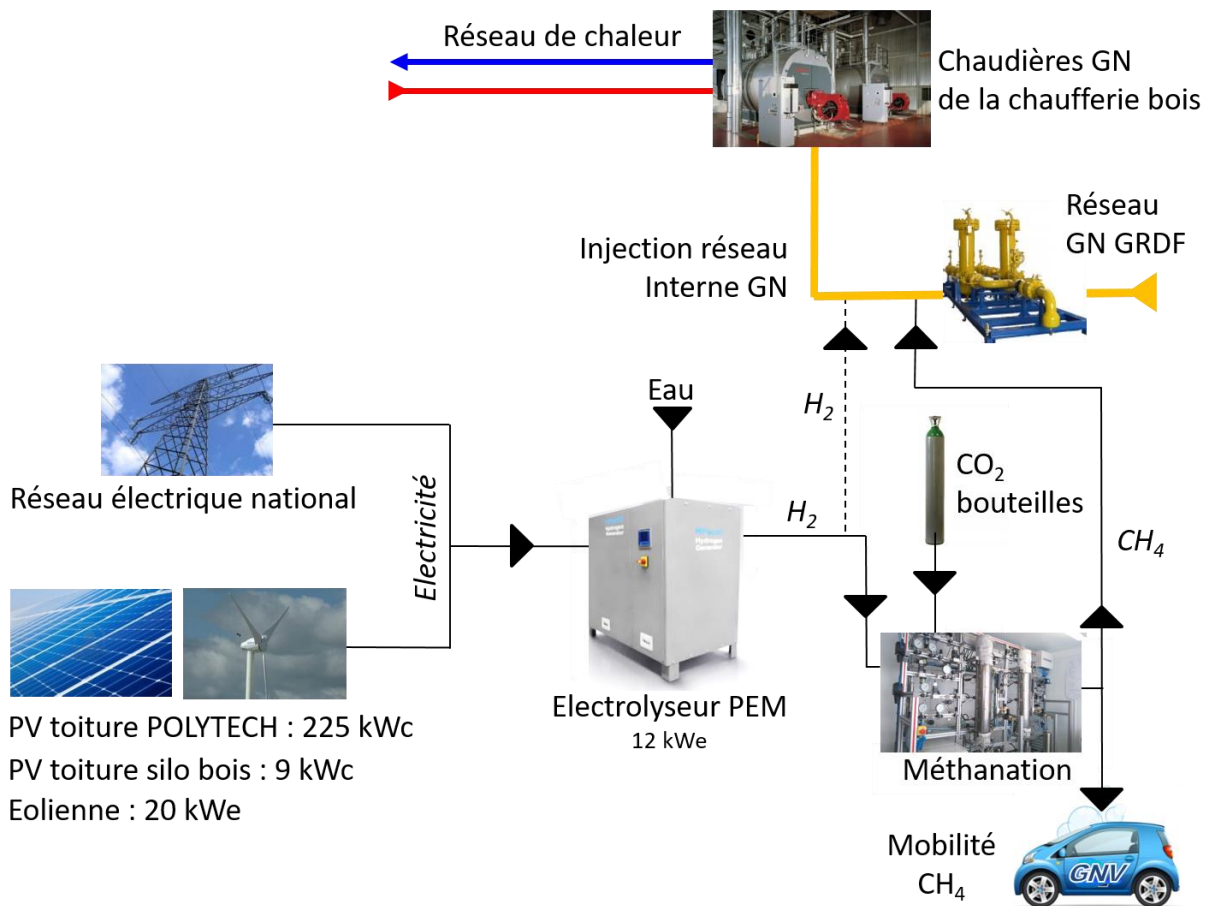 Réseau de chaleur
Chaudières GN
de la chaufferie bois
Réseau
GN GRDF
Injection réseau
Interne GN
Eau
H2
CO2
bouteilles
Réseau électrique national
Electricité
H2
CH4
Hydrogen
Generator
Electrolyseur PEM
12 kWe
Méthanation
PV toiture POLYTECH : 225 kWc
PV toiture silo bois : 9 kWc
Eolienne : 20 kWe
Mobilité
CH4
GNV